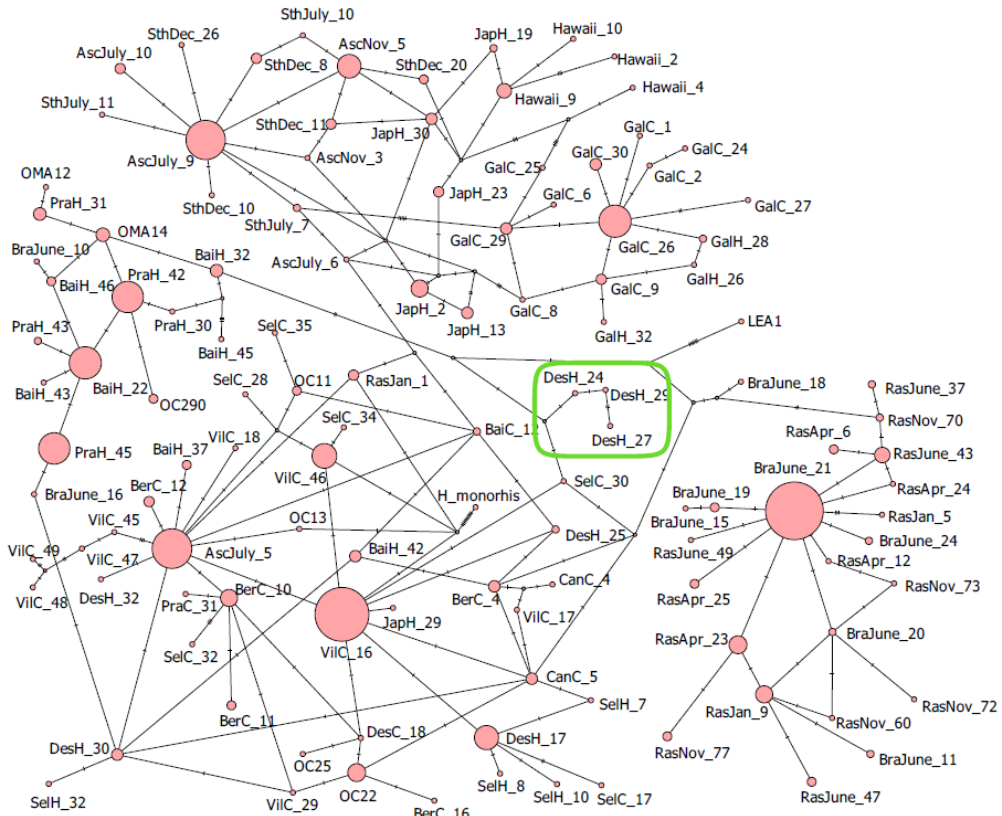 SthJuly_10
SthDec_26
AscNov_5
JapH_19
Hawaii_10
AscJuly_10
SthDec_8
SthDec_20
Hawaii_2
Hawaii_4
Hawaii_9
SthJuly_11
SthDec_11
JapH_30
GalC_1
GalC_30
GalC_24
AscJuly_9
AscNov_3
GalC_25
GalC_2
OMA12
PraH_31
SthDec_10
JapH_23
GalC_6
GalC_27
SthJuly_7
OMA14
GalC_29
GalC_26
GalH_28
BraJune_10
BaiH_32
AscJuly_6
BaiH_46
PraH_42
GalC_9
GalH_26
JapH_2
GalC_8
PraH_43
PraH_30
SelC_35
JapH_13
GalH_32
LEA1
BaiH_45
BaiH_43
BaiH_22
SelC_28
OC11
RasJan_1
DesH_24
DesH_29
BraJune_18
RasJune_37
OC290
SelC_34
DesH_27
RasNov_70
BaiC_12
VilC_18
RasApr_6
PraH_45
BaiH_37
VilC_46
SelC_30
BraJune_21
RasJune_43
BraJune_16
BerC_12
H_monorhis
BraJune_19
RasApr_24
VilC_45
OC13
BraJune_15
RasJan_5
VilC_49
VilC_47
AscJuly_5
BaiH_42
DesH_25
RasJune_49
BraJune_24
RasApr_12
VilC_48
DesH_32
BerC_10
CanC_4
RasApr_25
RasNov_73
PraC_31
BerC_4
JapH_29
VilC_17
BraJune_20
SelC_32
VilC_16
RasApr_23
CanC_5
BerC_11
SelH_7
RasJan_9
RasNov_60
RasNov_72
DesH_30
DesC_18
DesH_17
RasNov_77
BraJune_11
OC25
SelH_8
SelH_32
VilC_29
OC22
SelH_10
SelC_17
RasJune_47
BerC_16